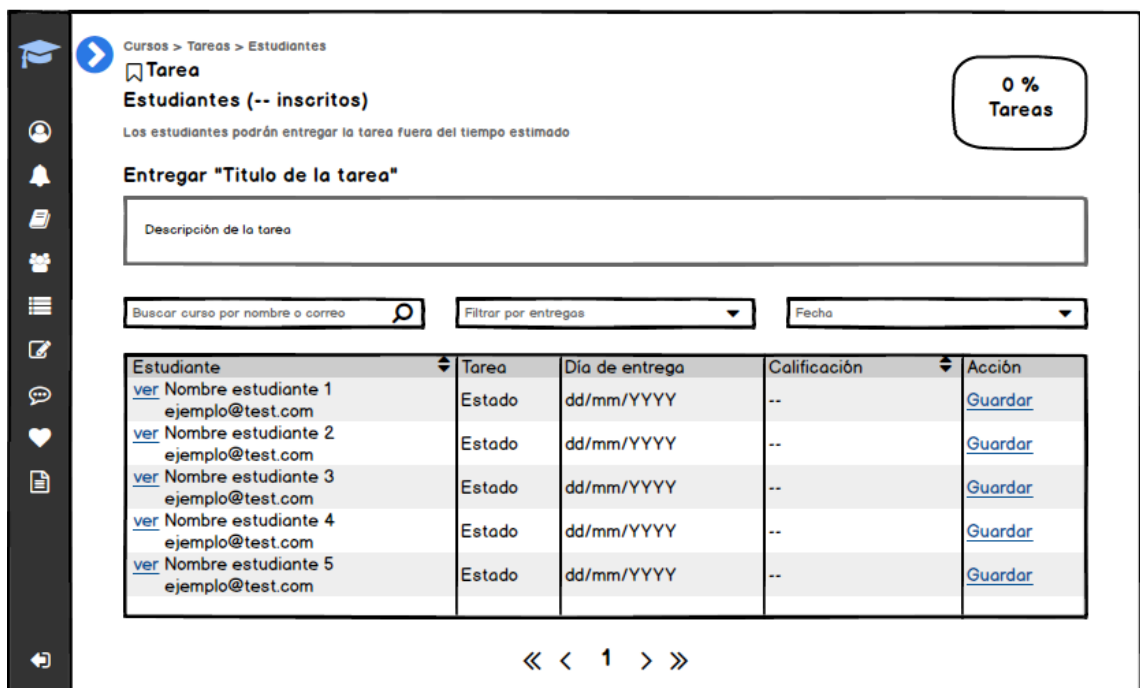 Cursos > Tareas > Estudiantes
Tarea
Estudiantes (-- inscritos)
Los estudiantes podrán entregar la tarea fuera del tiempo estimado
0 %
Tareas
Entregar "Titulo de la tarea"
Descripción de la tarea
Buscar curso por nombre o correo
Filtrar por entregas
Fecha
Estudiante Tarea Día de entrega Calificación Acción
ver Nombre estudiante 1
ejemplo@test.com
Estado dd/mm/YYYY -- Guardar
ver Nombre estudiante 2
ejemplo@test.com
Estado dd/mm/YYYY -- Guardar
ver Nombre estudiante 3
ejemplo@test.com
Estado dd/mm/YYYY -- Guardar
ver Nombre estudiante 4
ejemplo@test.com
Estado dd/mm/YYYY -- Guardar
ver Nombre estudiante 5
ejemplo@test.com
Estado dd/mm/YYYY -- Guardar
« < 1 > »